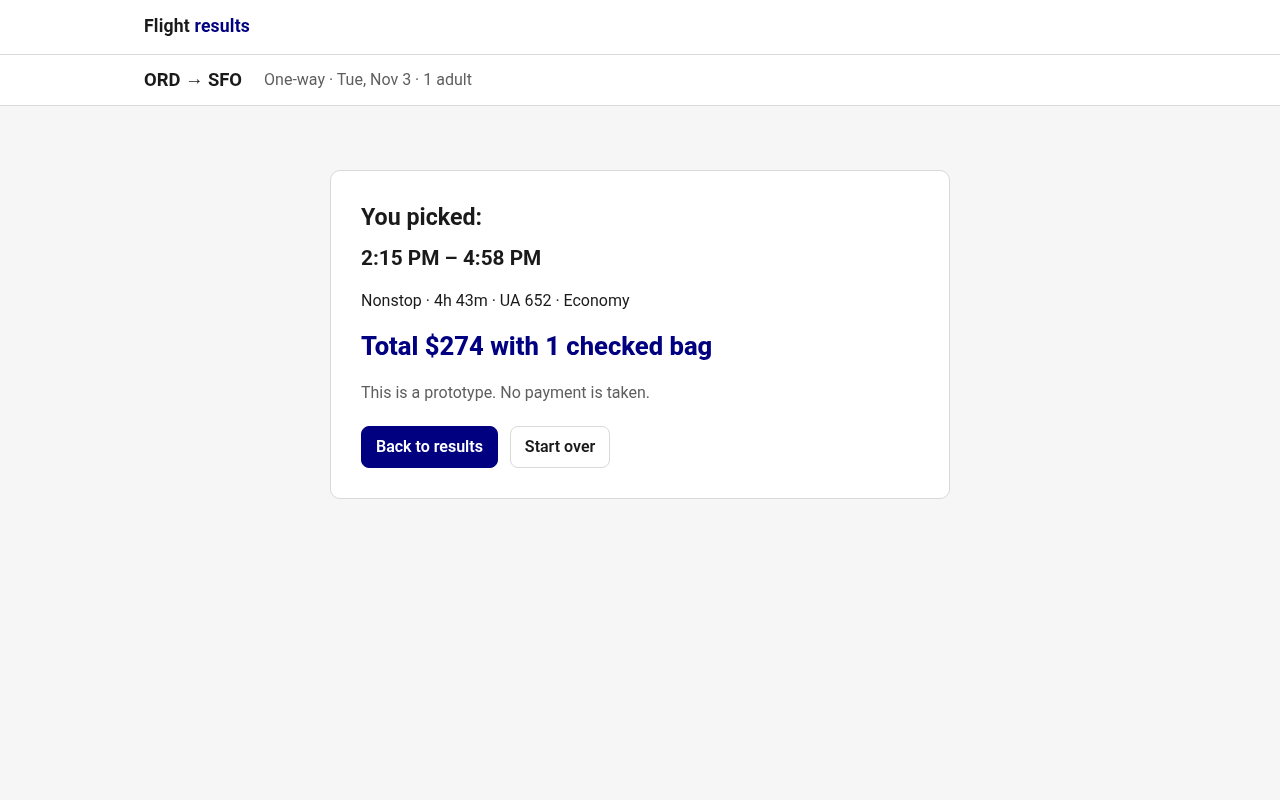 Flight results
ORD → SFO One-way · Tue, Nov 3 · 1 adult
You picked:
2:15 PM – 4:58 PM
Nonstop · 4h 43m · UA 652 · Economy
Total $274 with 1 checked bag
This is a prototype. No payment is taken.
Back to results Start over